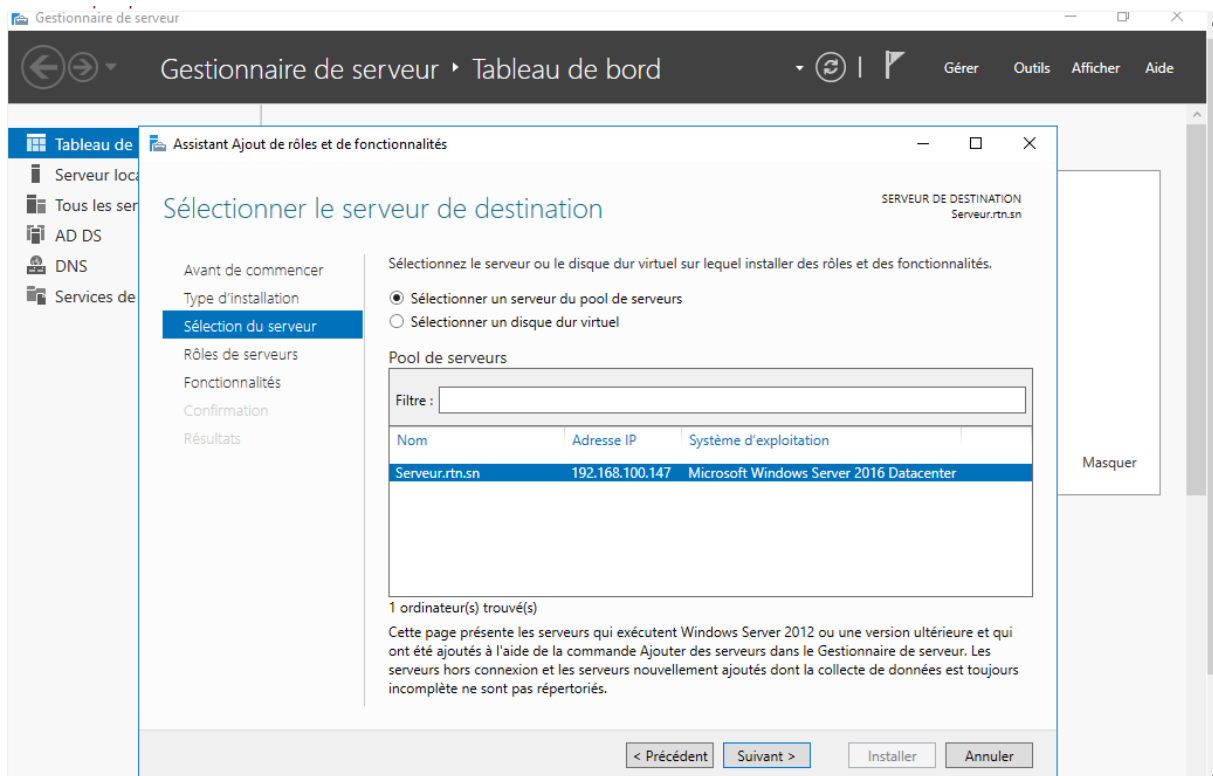 Gestionnaire de serveur
Gestionnaire de serveur ‣ Tableau de bord
Gérer Outils Afficher Aide
Tableau de
Serveur loca
Tous les ser
AD DS
DNS
Services de
Assistant Ajout de rôles et de fonctionnalités
Sélectionner le serveur de destination
SERVEUR DE DESTINATION
Serveur.rtn.sn
Avant de commencer
Type d'installation
Sélection du serveur
Rôles de serveurs
Fonctionnalités
Confirmation
Résultats
Sélectionnez le serveur ou le disque dur virtuel sur lequel installer des rôles et des fonctionnalités.
Sélectionner un serveur du pool de serveurs
Sélectionner un disque dur virtuel
Pool de serveurs
Filtre :
Nom Adresse IP Système d'exploitation
Serveur.rtn.sn 192.168.100.147 Microsoft Windows Server 2016 Datacenter
1 ordinateur(s) trouvé(s)
Cette page présente les serveurs qui exécutent Windows Server 2012 ou une version ultérieure et qui
ont été ajoutés à l'aide de la commande Ajouter des serveurs dans le Gestionnaire de serveur. Les
serveurs hors connexion et les serveurs nouvellement ajoutés dont la collecte de données est toujours
incomplète ne sont pas répertoriés.
Masquer
< Précédent Suivant > Installer Annuler